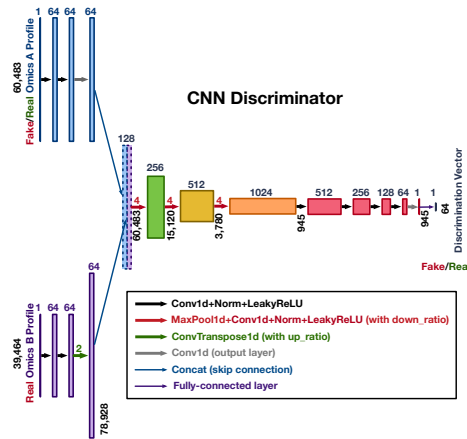 1 64 64 64
60,483
Fake/Real Omics A Profile
CNN Discriminator
128
256
512
1024
512 256 128 64 1 1
4 4 4
60,483
15,120
3,780
945
945
64
Discrimination Vector
Fake/Real
64
1 64 64
2
39,464
Real Omics B Profile
78,928
Conv1d+Norm+LeakyReLU
MaxPool1d+Conv1d+Norm+LeakyReLU (with down_ratio)
ConvTranspose1d (with up_ratio)
Conv1d (output layer)
Concat (skip connection)
Fully-connected layer